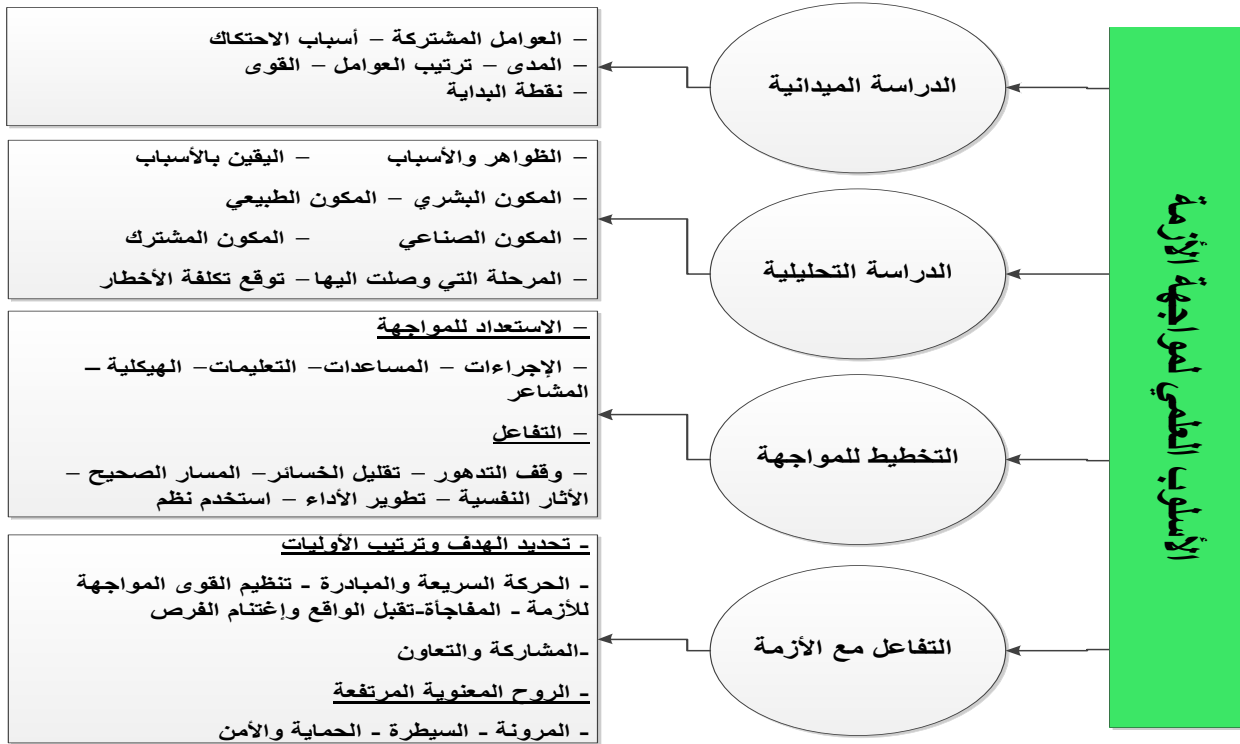 الأسلوب العلمي لمواجهة الأزمة
الدراسة الميدانية
– العوامل المشتركة – أسباب الاحتكاك
– المدى – ترتيب العوامل – القوى
– نقطة البداية
الدراسة التحليلية
– الظواهر والأسباب – اليقين بالأسباب
– المكون البشري – المكون الطبيعي
– المكون الصناعي – المكون المشترك
– المرحلة التي وصلت اليها– توقع تكلفة الأخطار
التخطيط للمواجهة
– الاستعداد للمواجهة
– الإجراءات – المساعدات– التعليمات– الهيكلية –
المشاعر
– التفاعل
– وقف التدهور – تقليل الخسائر– المسار الصحيح –
الأثار النفسية – تطوير الأداء – استخدم نظم
التفاعل مع الأزمة
- تحديد الهدف وترتيب الأوليات
- الحركة السريعة والمبادرة - تنظيم القوى المواجهة
للأزمة - المفاجأة-تقبل الواقع وإغتنام الفرص
-المشاركة والتعاون
- الروح المعنوية المرتفعة
- المرونة - السيطرة - الحماية والأمن